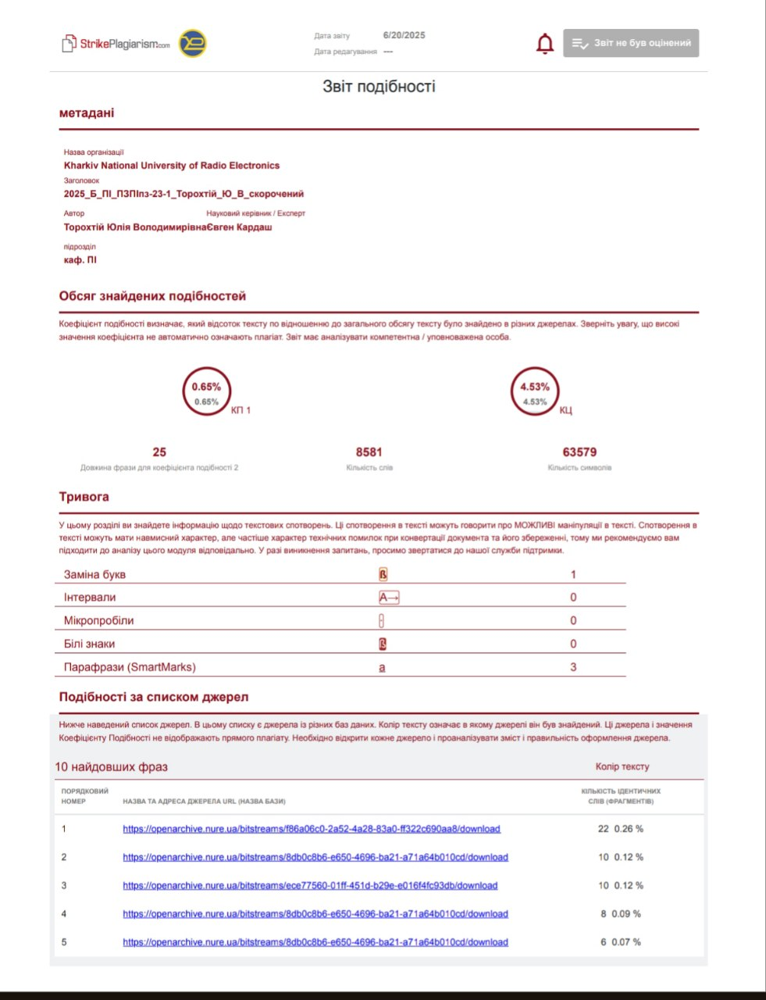 StrikePlagiarism.com
Дата звіту 6/20/2025
Дата редагування ---
Звіт не був оцінений
Звіт подібності
метадані
Назва організації
Kharkiv National University of Radio Electronics
Заголовок
2025_Б_ПІ_ПЗПІпз-23-1_Торохтій_Ю_В_скорочений
Автор Науковий керівник / Експерт
Торохтій Юлія ВолодимирівнаЄвген Кардаш
підрозділ
каф. ПІ
Обсяг знайдених подібностей
Коефіцієнт подібності визначає, який відсоток тексту по відношенню до загального обсягу тексту було знайдено в різних джерелах. Зверніть увагу, що високі
значення коефіцієнта не автоматично означають плагіат. Звіт має аналізувати компетентна / уповноважена особа.
0.65%
0.65%
КП 1
4.53%
4.53%
КЦ
25 8581 63579
Довжина фрази для коефіцієнта подібності 2 Кількість слів Кількість символів
Тривога
У цьому розділі ви знайдете інформацію щодо текстових спотворень. Ці спотворення в тексті можуть говорити про МОЖЛИВІ маніпуляції в тексті. Спотворення в
тексті можуть мати навмисний характер, але частіше характер технічних помилок при конвертації документа та його збереженні, тому ми рекомендуємо вам
підходити до аналізу цього модуля відповідально. У разі виникнення запитань, просимо звертатися до нашої служби підтримки.
Заміна букв ß 1
Інтервали A→ 0
Мікропробіли 0
Білі знаки ß 0
Парафрази (SmartMarks) a 3
Подібності за списком джерел
Нижче наведений список джерел. В цьому списку є джерела із різних баз даних. Колір тексту означає в якому джерелі він був знайдений. Ці джерела і значення
Коефіцієнту Подібності не відображають прямого плагіату. Необхідно відкрити кожне джерело і проаналізувати зміст і правильність оформлення джерела.
10 найдовших фраз Колір тексту
ПОРЯДКОВИЙ
НОМЕР
НАЗВА ТА АДРЕСА ДЖЕРЕЛА URL (НАЗВА БАЗИ)
КІЛЬКІСТЬ ІДЕНТИЧНИХ
СЛІВ (ФРАГМЕНТІВ)
1 https://openarchive.nure.ua/bitstreams/f86a06c0-2a52-4a28-83a0-ff322c690aa8/download 22 0.26 %
2 https://openarchive.nure.ua/bitstreams/8db0c8b6-e650-4696-ba21-a71a64b010cd/download 10 0.12 %
3 https://openarchive.nure.ua/bitstreams/ece77560-01ff-451d-b29e-e016f4fc93db/download 10 0.12 %
4 https://openarchive.nure.ua/bitstreams/8db0c8b6-e650-4696-ba21-a71a64b010cd/download 8 0.09 %
5 https://openarchive.nure.ua/bitstreams/8db0c8b6-e650-4696-ba21-a71a64b010cd/download 6 0.07 %